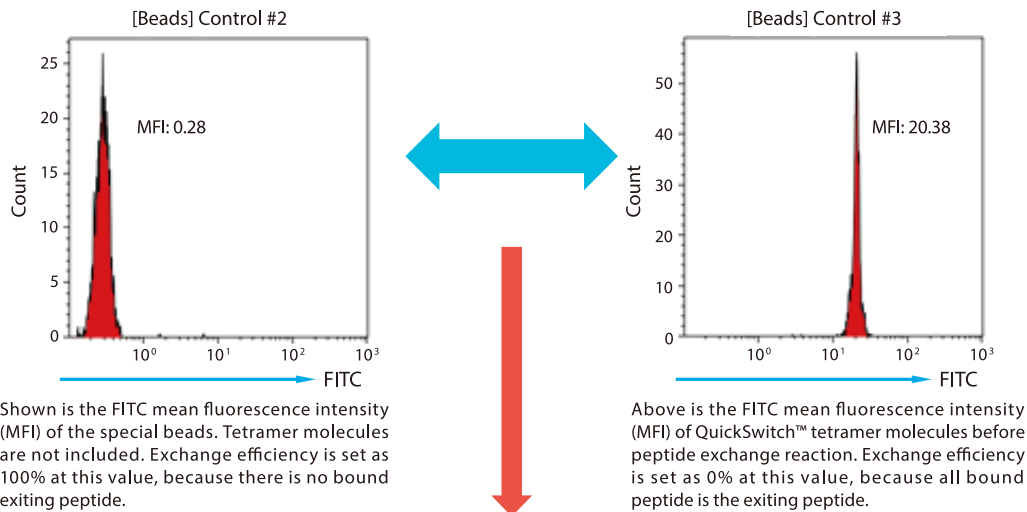 [Beads] Control #2
25
20
15
10
5
0
Count
MFI: 0.28
10⁰
10¹
10²
10³
FITC
Shown is the FITC mean fluorescence intensity
(MFI) of the special beads. Tetramer molecules
are not included. Exchange efficiency is set as
100% at this value, because there is no bound
exiting peptide.
[Beads] Control #3
50
40
30
20
10
0
Count
MFI: 20.38
10⁰
10¹
10²
10³
FITC
Above is the FITC mean fluorescence intensity
(MFI) of QuickSwitch™ tetramer molecules before
peptide exchange reaction. Exchange efficiency
is set as 0% at this value, because all bound
peptide is the exiting peptide.